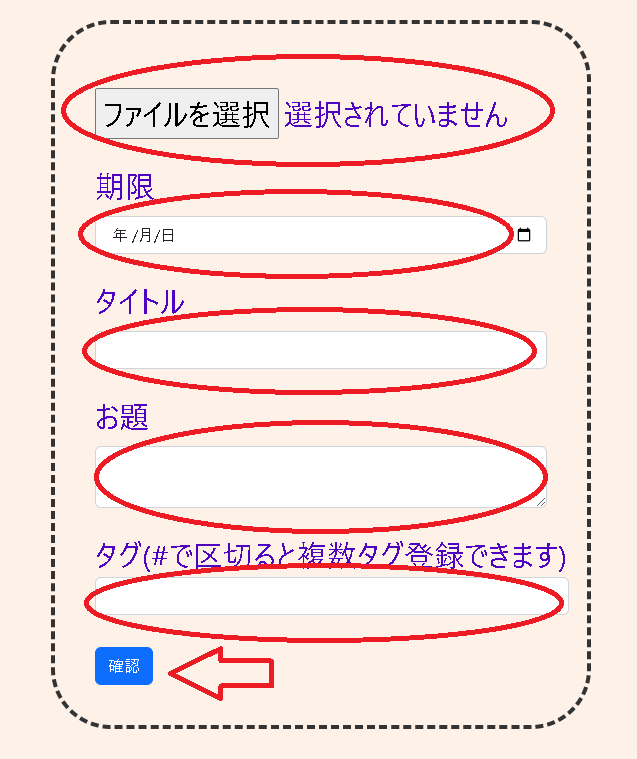 ファイルを選択 選択されていません
期限
年 /月/日
タイトル
お題
タグ(#で区切ると複数タグ登録できます)
確認